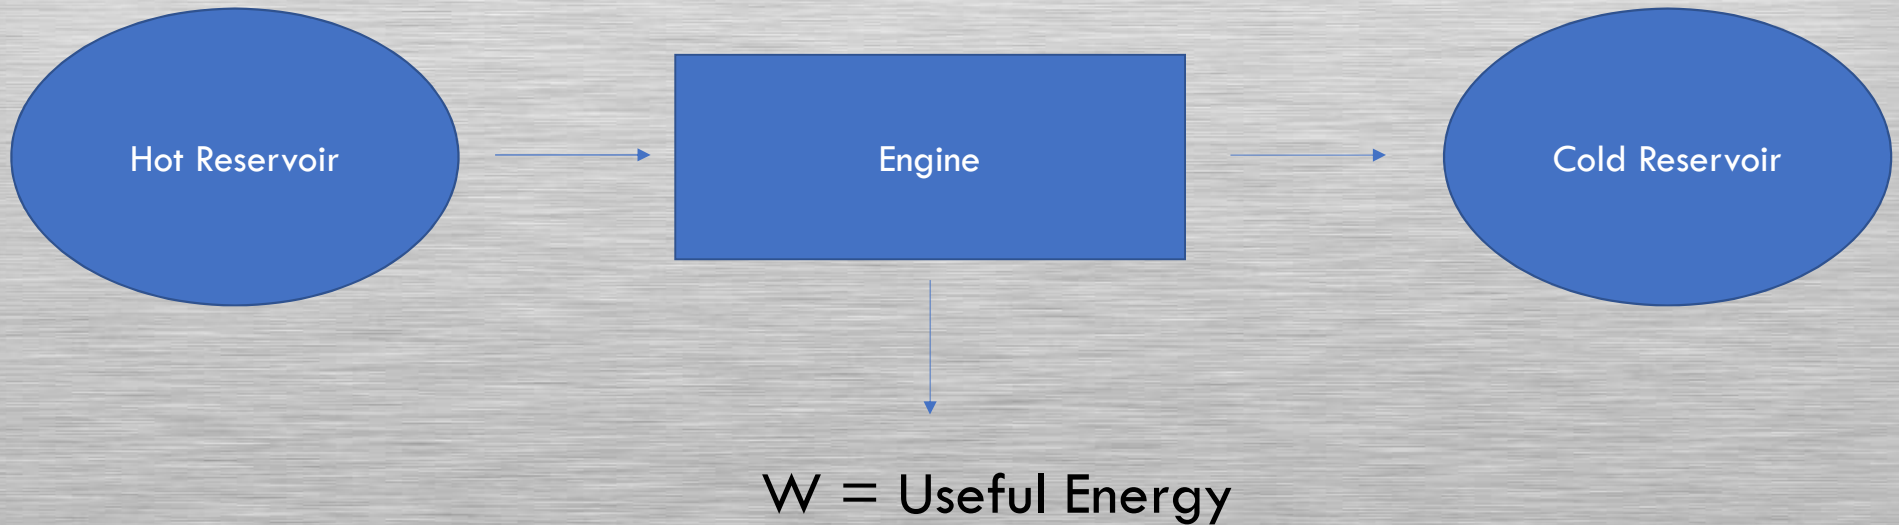 Hot Reservoir
Engine
Cold Reservoir
W = Useful Energy